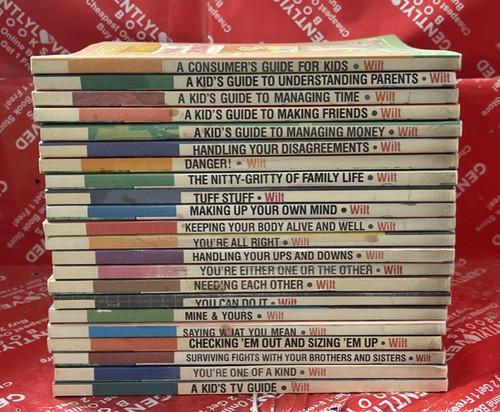 A CONSUMER'S GUIDE FOR KIDS • Wilt
A KID'S GUIDE TO UNDERSTANDING PARENTS • Wilt
A KID'S GUIDE TO MANAGING TIME • Wilt
A KID'S GUIDE TO MAKING FRIENDS • Wilt
A KID'S GUIDE TO MANAGING MONEY • Wilt
HANDLING YOUR DISAGREEMENTS • Wilt
DANGER! • Wilt
THE NITTY-GRITTY OF FAMILY LIFE • Wilt
TUFF STUFF • Wilt
MAKING UP YOUR OWN MIND • Wilt
KEEPING YOUR BODY ALIVE AND WELL • Wilt
YOU'RE ALL RIGHT • Wilt
HANDLING YOUR UPS AND DOWNS • Wilt
YOU'RE EITHER ONE OR THE OTHER • Wilt
NEEDING EACH OTHER • Wilt
YOU CAN DO IT • Wilt
MINE & YOURS • Wilt
SAYING WHAT YOU MEAN • Wilt
CHECKING 'EM OUT AND SIZING 'EM UP • Wilt
SURVIVING FIGHTS WITH YOUR BROTHERS AND SISTERS • Wilt
YOU'RE ONE OF A KIND • Wilt
A KID'S TV GUIDE • Wilt